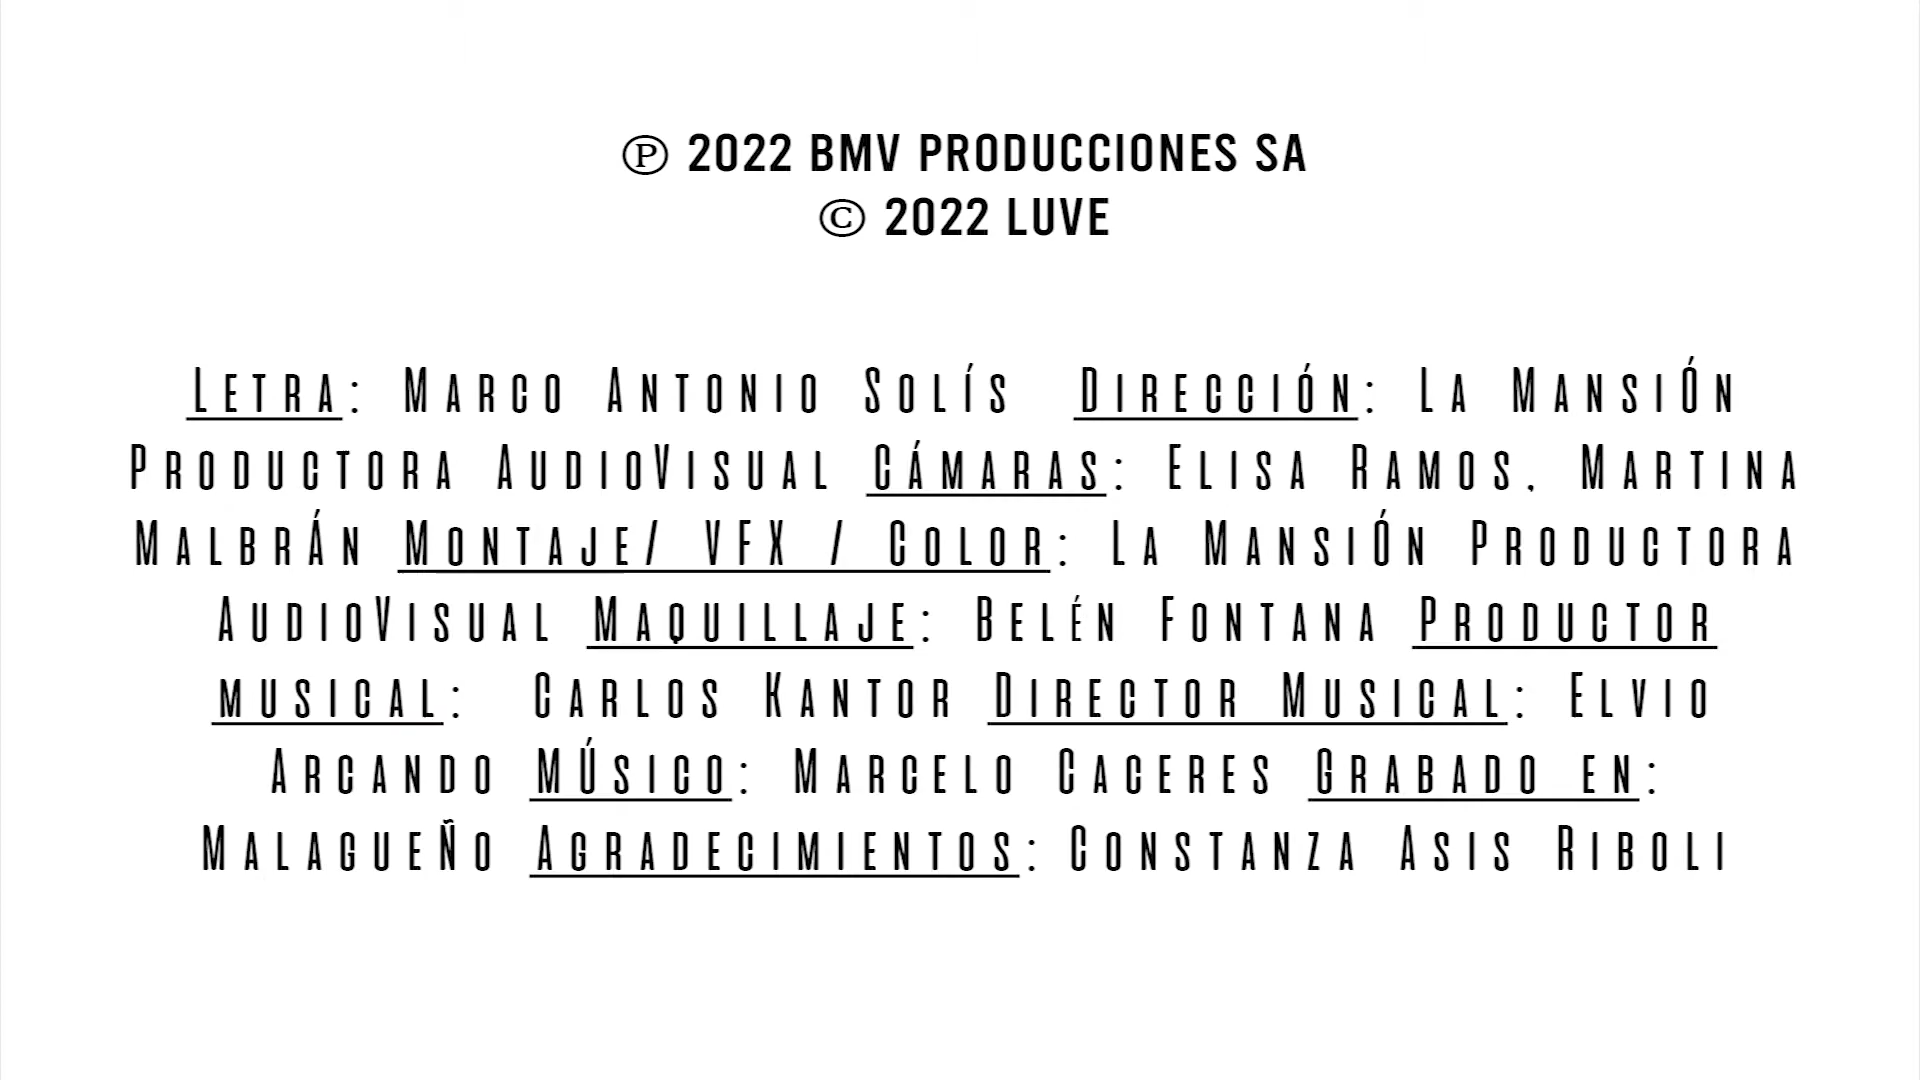 ℗ 2022 BMV PRODUCCIONES SA
© 2022 LUVE
Letra: Marco Antonio Solís Dirección: La MansiÓn
Productora AudioVisual Cámaras: Elisa Ramos, Martina
MalbrÁn Montaje/ VFX / Color: La MansiÓn Productora
AudioVisual Maquillaje: Belén Fontana Productor
musical: Carlos Kantor Director Musical: Elvio
Arcando MÚsico: Marcelo Caceres Grabado en:
MalagueÑo Agradecimientos: Constanza Asis Riboli